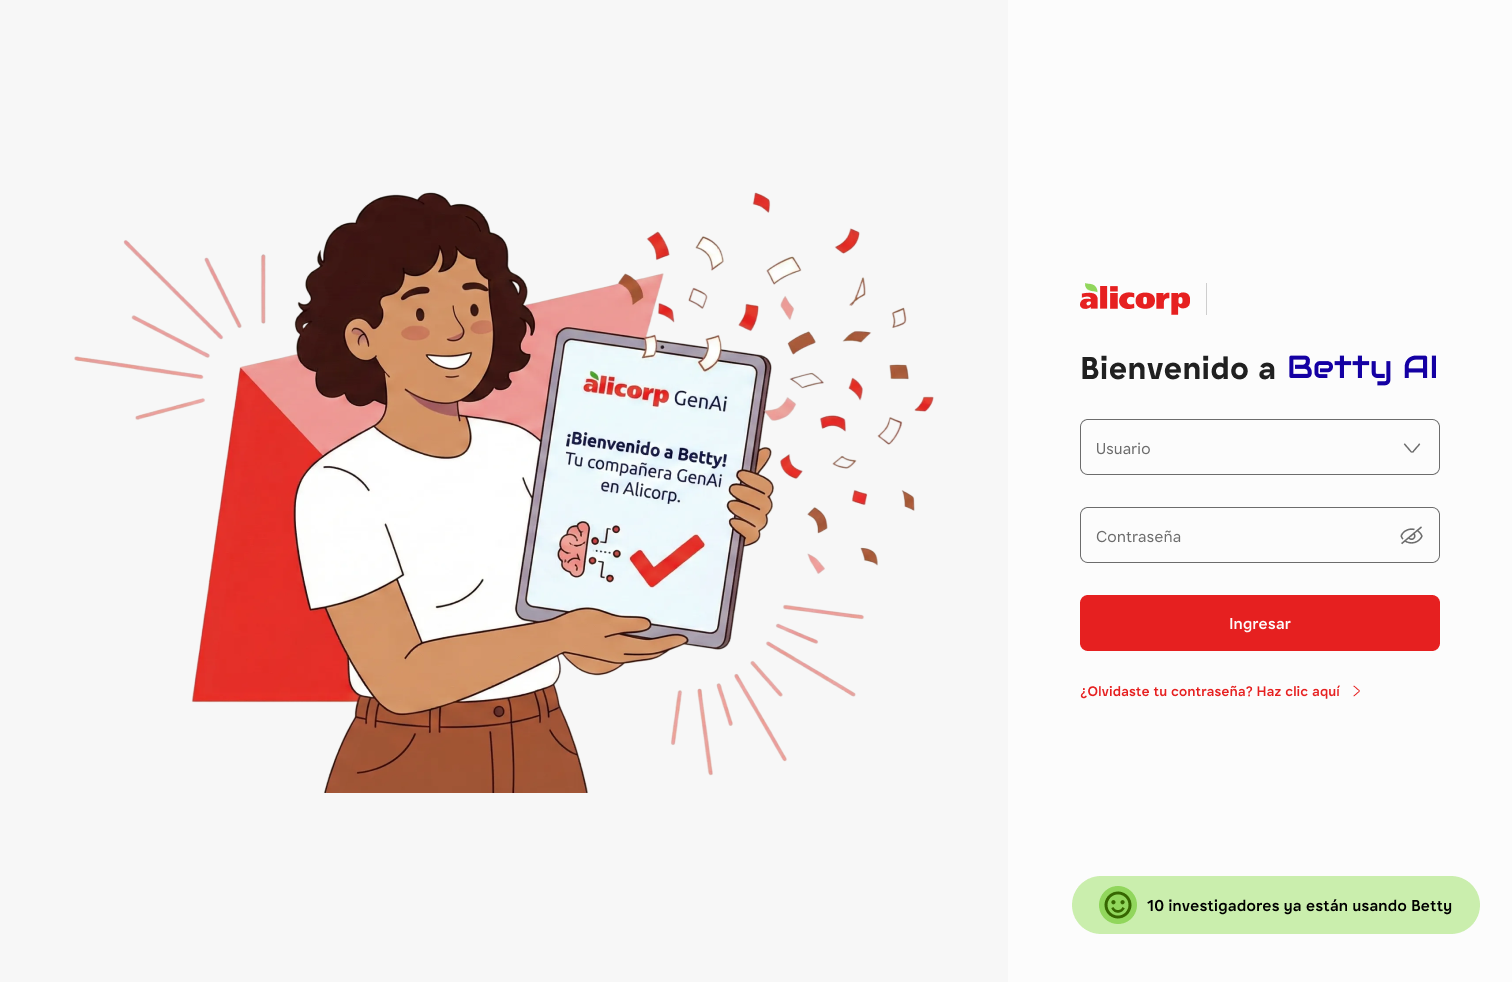 alicorp GenAi
¡Bienvenido a Betty!
Tu compañera GenAi
en Alicorp.
alicorp
Bienvenido a Betty AI
Usuario
Contraseña
Ingresar
¿Olvidaste tu contraseña? Haz clic aquí
10 investigadores ya están usando Betty